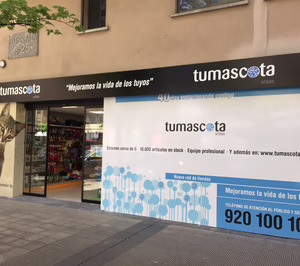 tumascota
"Mejoramos la vida de los tuyos"
tumascota
tumascota
Estamos cerca de ti · 10.000 artículos en stock · Equipo profesional · Y además en: www.tumascota
Nueva red de tiendas
Mejoramos la vida de los
TELÉFONO DE ATENCIÓN AL PÚBLICO
920 100 10